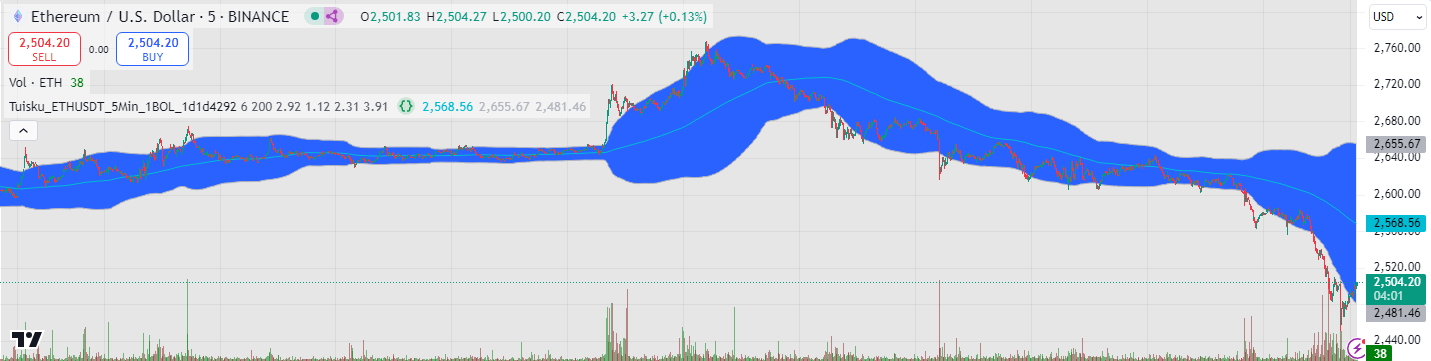 Ethereum / U.S. Dollar · 5 · BINANCE O2,501.83 H2,504.27 L2,500.20 C2,504.20 +3.27 (+0.13%)
USD
2,504.20 SELL 0.00 2,504.20 BUY
Vol · ETH 38
Tuisku_ETHUSDT_5Min_1BOL_1d1d4292 6 200 2.92 1.12 2.31 3.91 {} 2,568.56 2,655.67 2,481.46
2,760.00
2,720.00
2,680.00
2,655.67
2,640.00
2,600.00
2,568.56
2,560.00
2,520.00
2,504.20
04:01
2,481.46
2,440.00
38